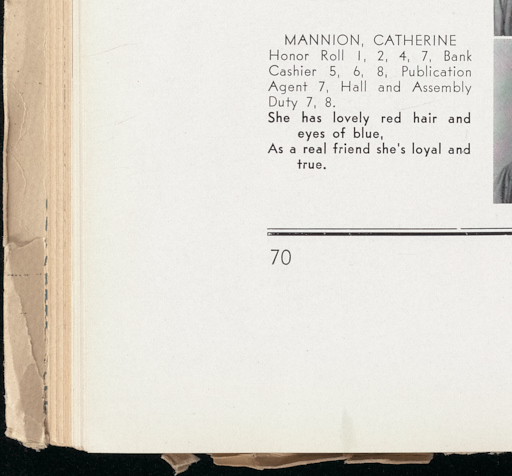 MANNION, CATHERINE
Honor Roll 1, 2, 4, 7, Bank
Cashier 5, 6, 8, Publication
Agent 7, Hall and Assembly
Duty 7, 8.
She has lovely red hair and
eyes of blue,
As a real friend she's loyal and
true.
70